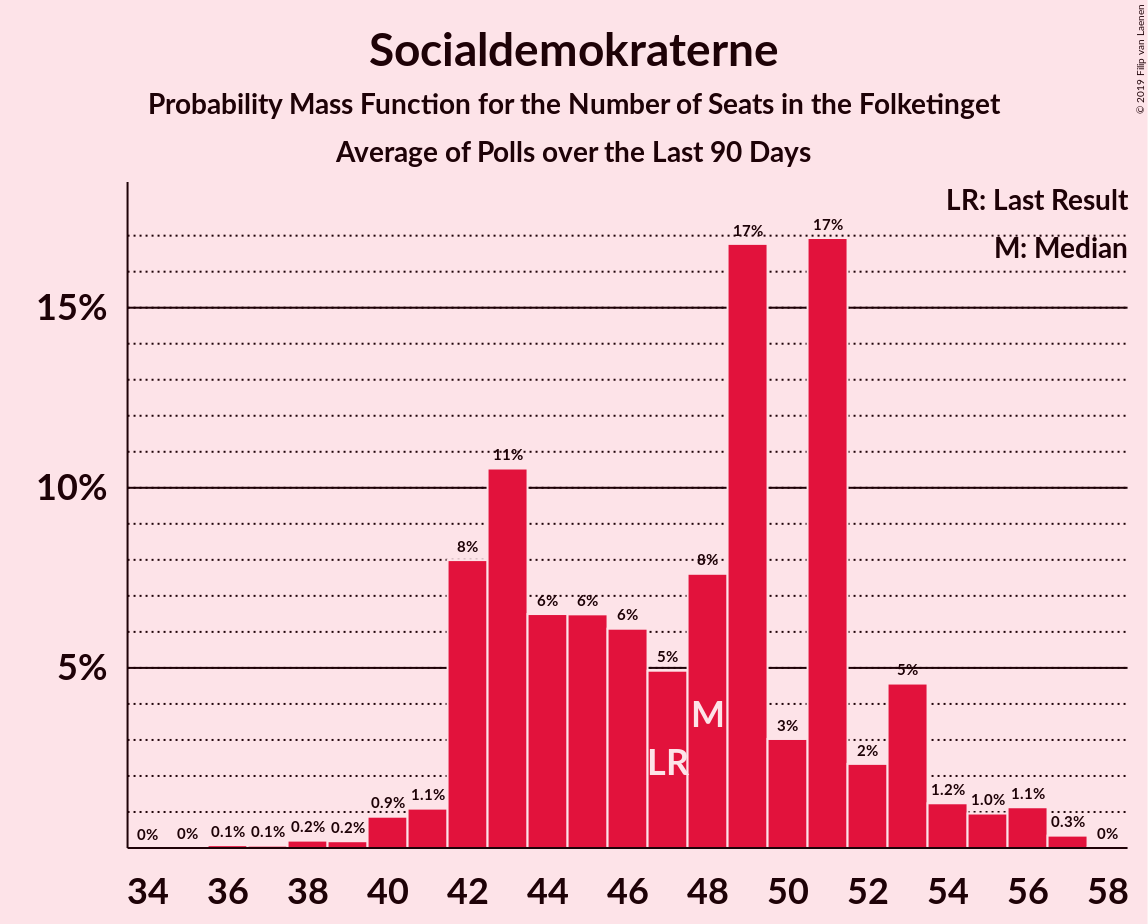 Socialdemokraterne
Probability Mass Function for the Number of Seats in the Folketinget
Average of Polls over the Last 90 Days
© 2019 Filip van Laenen
LR: Last Result
M: Median
15%
10%
5%
0% 0% 0.1% 0.1% 0.2% 0.2% 0.9% 1.1% 8% 11% 6% 6% 6% 5% 8% 17% 3% 17% 2% 5% 1.2% 1.0% 1.1% 0.3% 0%
M
LR
34 36 38 40 42 44 46 48 50 52 54 56 58